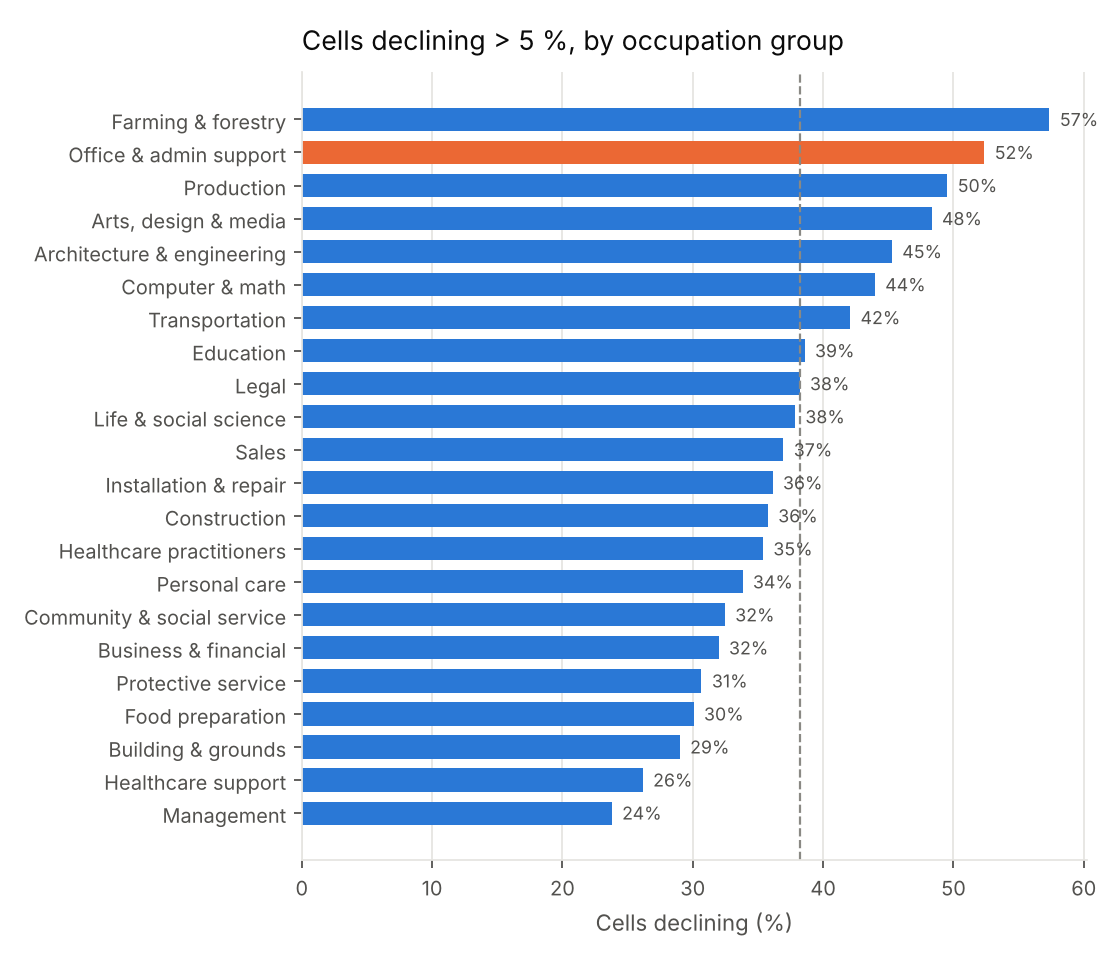 Cells declining > 5 %, by occupation group
Farming & forestry 57%
Office & admin support 52%
Production 50%
Arts, design & media 48%
Architecture & engineering 45%
Computer & math 44%
Transportation 42%
Education 39%
Legal 38%
Life & social science 38%
Sales 37%
Installation & repair 36%
Construction 36%
Healthcare practitioners 35%
Personal care 34%
Community & social service 32%
Business & financial 32%
Protective service 31%
Food preparation 30%
Building & grounds 29%
Healthcare support 26%
Management 24%
0 10 20 30 40 50 60
Cells declining (%)